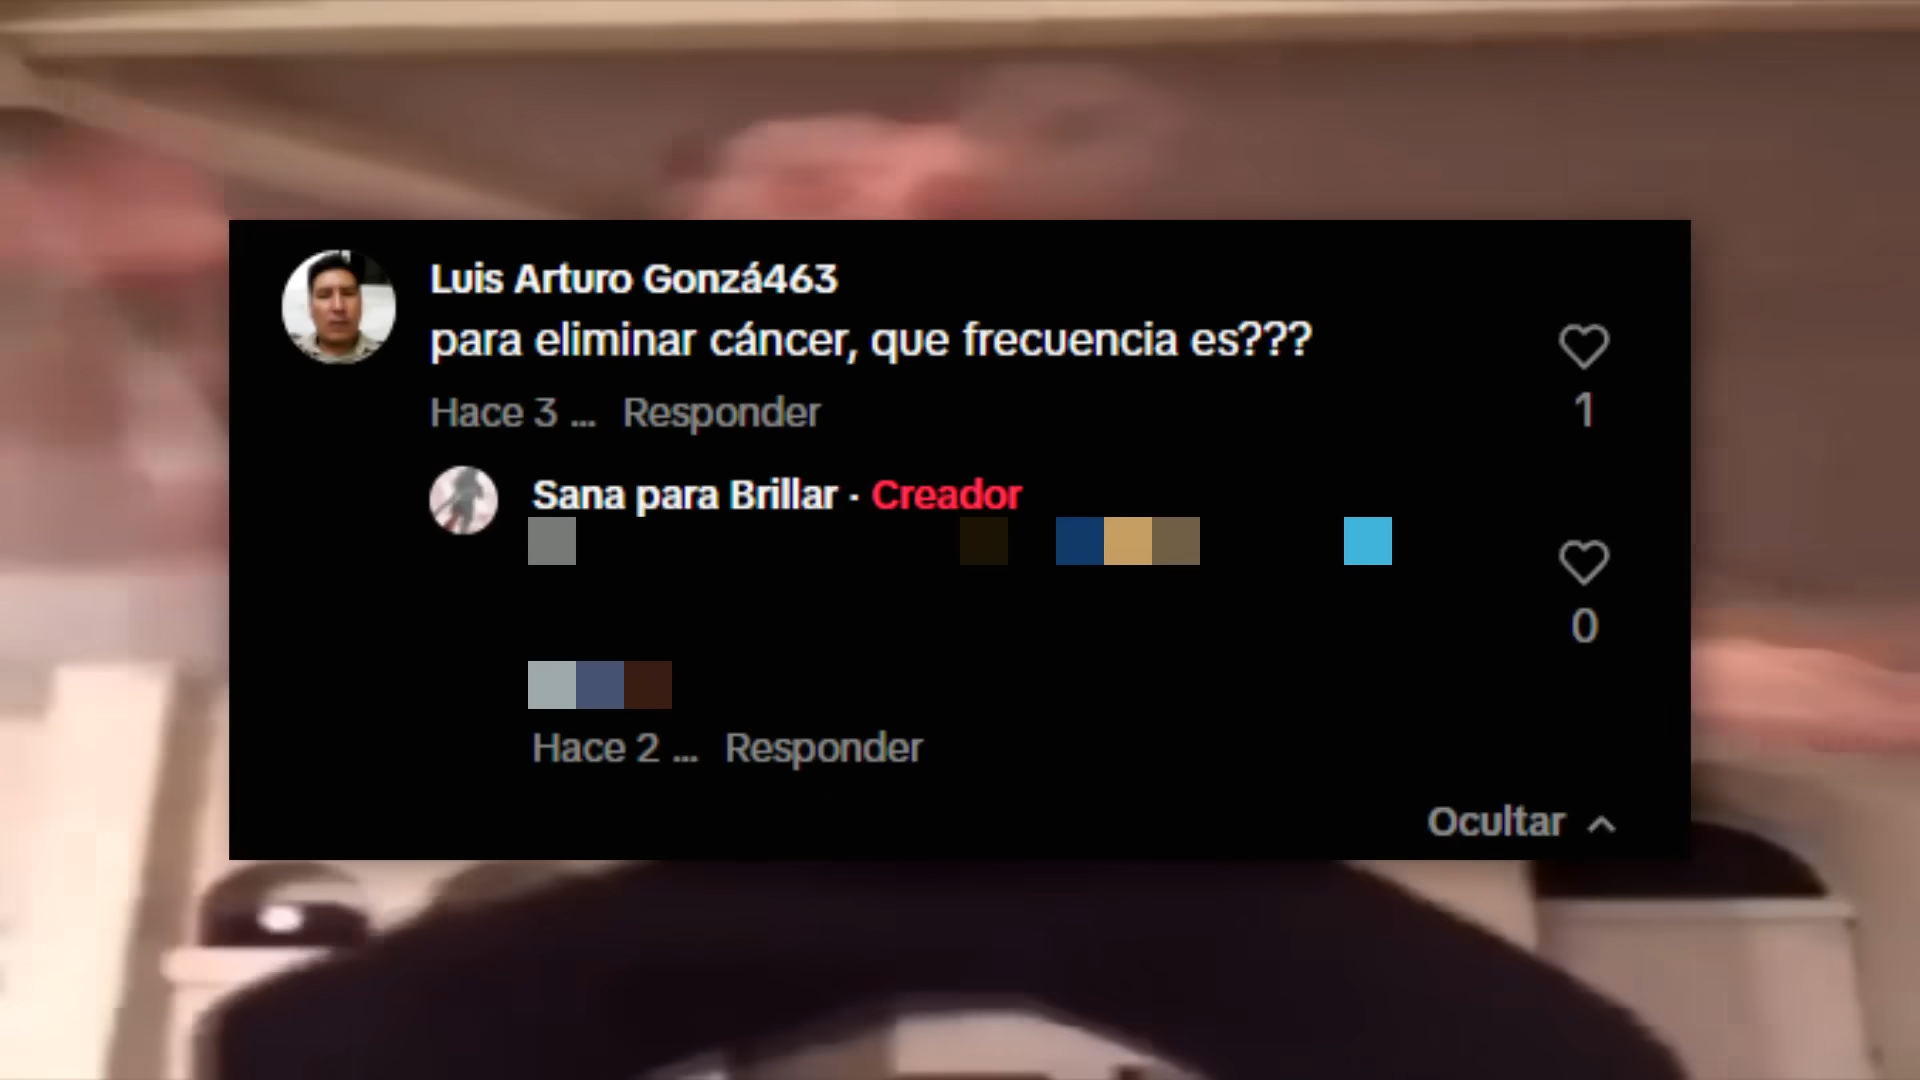 Luis Arturo Gonzá463
para eliminar cáncer, que frecuencia es???
Hace 3 ... Responder
1
Sana para Brillar · Creador
0
Hace 2 ... Responder
Ocultar